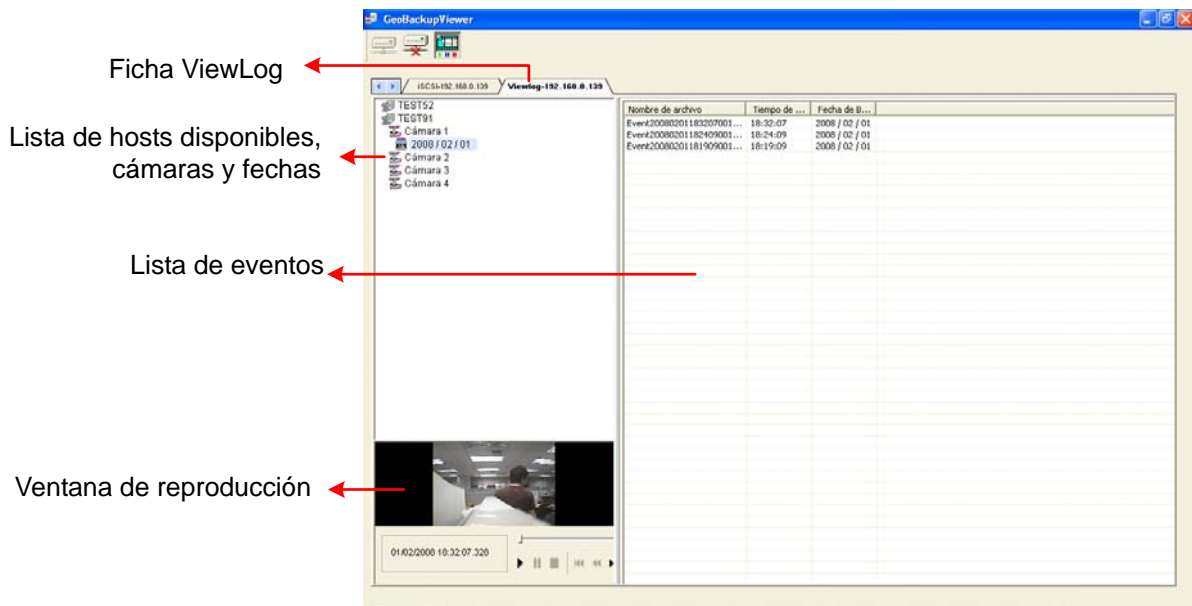 GeoBackupViewer
Ficha ViewLog
iSCSI-192.168.0.139
Viewlog-192.168.0.139
Lista de hosts disponibles,
cámaras y fechas
TEST52
TEST91
Cámara 1
2008 / 02 / 01
Cámara 2
Cámara 3
Cámara 4
Nombre de archivo Tiempo de ... Fecha de B...
Event20080201183207001... 18:32:07 2008 / 02 / 01
Event20080201182409001... 18:24:09 2008 / 02 / 01
Event20080201181909001... 18:19:09 2008 / 02 / 01
Lista de eventos
Ventana de reproducción
01/02/2008 18:32:07.328